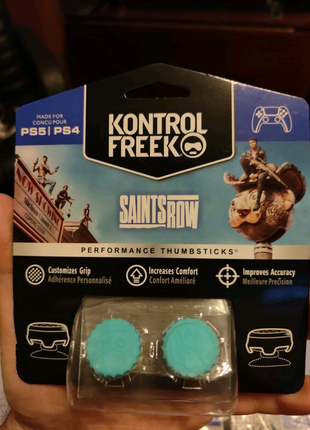 MADE FOR
CONÇU POUR
PS5 | PS4
KONTROL
FREEK
SAINTS ROW
PERFORMANCE THUMBSTICKS®
Customizes Grip
Adhérence Personnalisé
Increases Comfort
Confort Amélioré
Improves Accuracy
Meilleure Precision